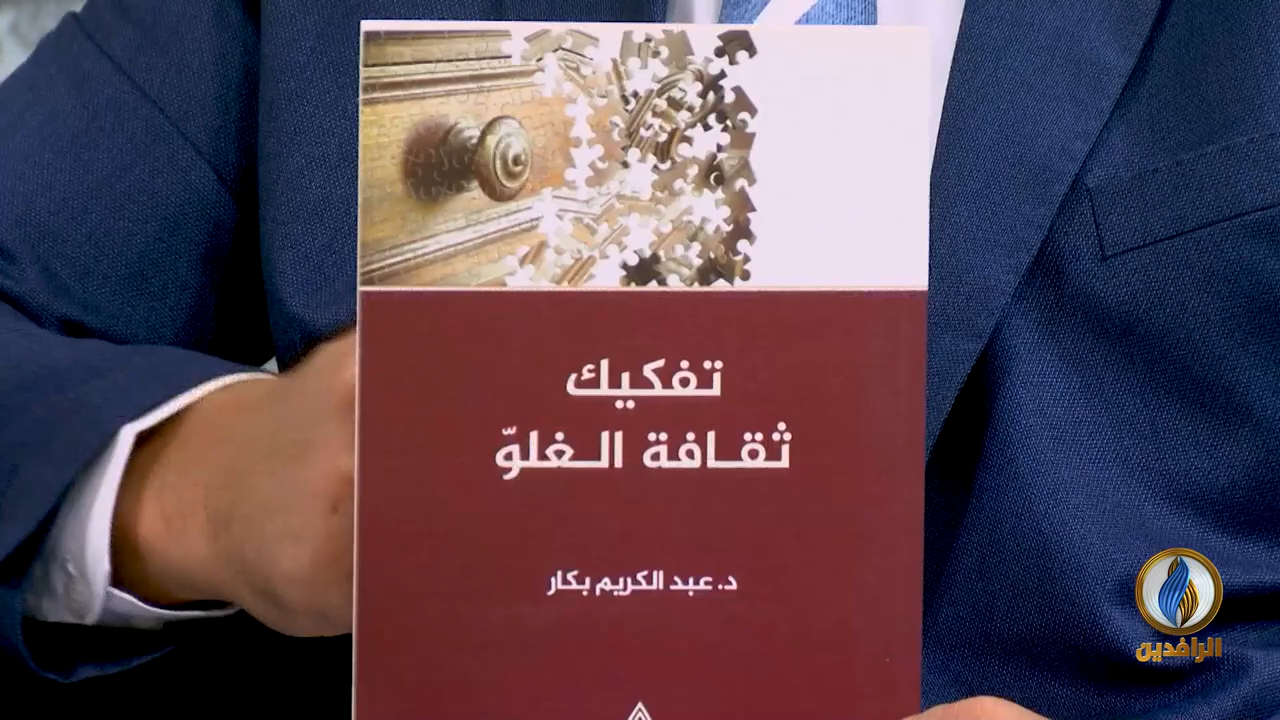 تفكيك
ثقافة الغلوّ
د. عبد الكريم بكار
الرافدين